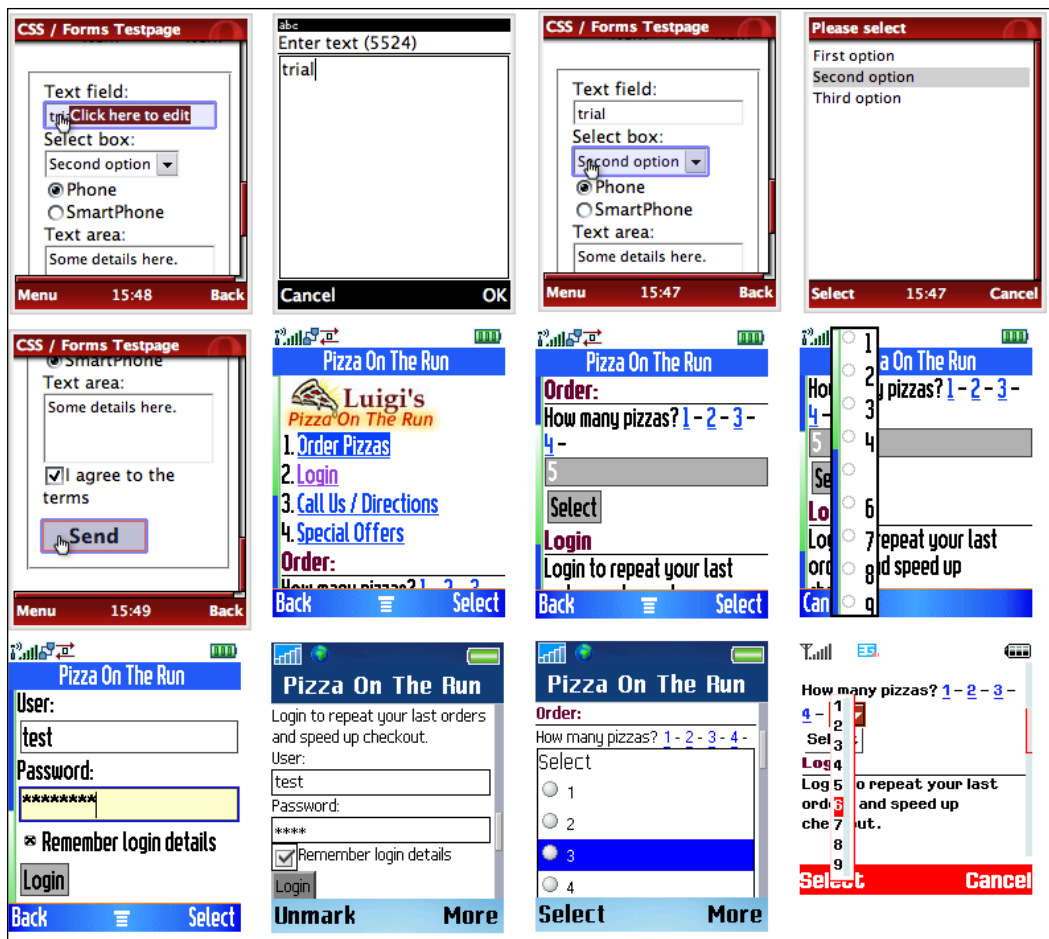 CSS / Forms Testpage
Text field:
Click here to edit
Select box:
Second option
Phone
SmartPhone
Text area:
Some details here.
Menu 15:48 Back
abc
Enter text (5524)
trial
Cancel OK
CSS / Forms Testpage
Text field:
trial
Select box:
Second option
Phone
SmartPhone
Text area:
Some details here.
Menu 15:47 Back
Please select
First option
Second option
Third option
Select 15:47 Cancel
CSS / Forms Testpage
SmartPhone
Text area:
Some details here.
I agree to the
terms
Send
Menu 15:49 Back
Pizza On The Run
Luigi's
Pizza On The Run
1. Order Pizzas
2. Login
3. Call Us / Directions
4. Special Offers
Order:
How many pizzas? 1 - 2 - 3 -
Back Select
Pizza On The Run
Order:
How many pizzas? 1 - 2 - 3 -
4 -
5
Select
Login
Login to repeat your last
Back Select
a On The Run
pizzas? 1 - 2 - 3 -
4 -
5
1
2
3
4
6
7
8
9
epeat your last
d speed up
Pizza On The Run
User:
test
Password:
********
Remember login details
Login
Back Select
Pizza On The Run
Login to repeat your last orders
and speed up checkout.
User:
test
Password:
****
Remember login details
Login
Unmark More
Pizza On The Run
Order:
How many pizzas? 1 - 2 - 3 - 4 -
Select
1
2
3
4
Select More
How many pizzas? 1 - 2 - 3 -
4 -
1
2
3
4
5
6
7
8
9
o repeat your last
and speed up
Select Cancel